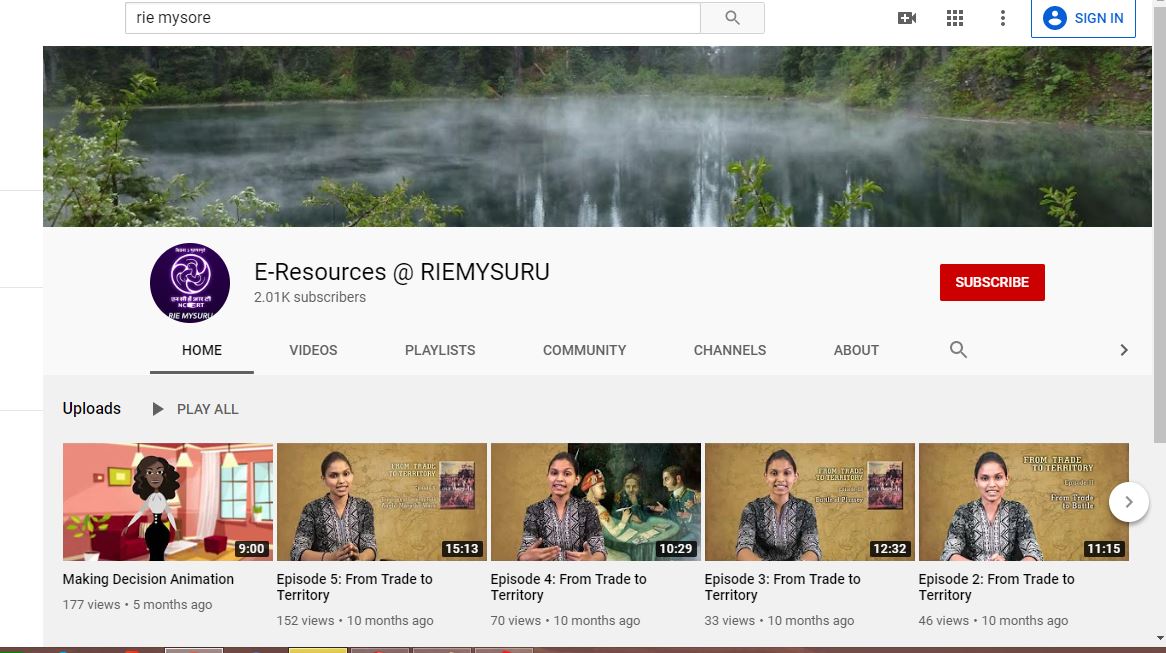 rie mysore
SIGN IN
एन सी ई आर टी
NCERT
RIE MYSURU
E-Resources @ RIEMYSURU
2.01K subscribers
SUBSCRIBE
HOME VIDEOS PLAYLISTS COMMUNITY CHANNELS ABOUT
Uploads PLAY ALL
9:00
FROM TRADE
TO TERRITORY
15:13
10:29
FROM TRADE
TO TERRITORY
Battle of Plassey
12:32
FROM TRADE
TO TERRITORY
Episode II
From Trade
to Battle
11:15
Making Decision Animation
177 views • 5 months ago
Episode 5: From Trade to
Territory
152 views • 10 months ago
Episode 4: From Trade to
Territory
70 views • 10 months ago
Episode 3: From Trade to
Territory
33 views • 10 months ago
Episode 2: From Trade to
Territory
46 views • 10 months ago